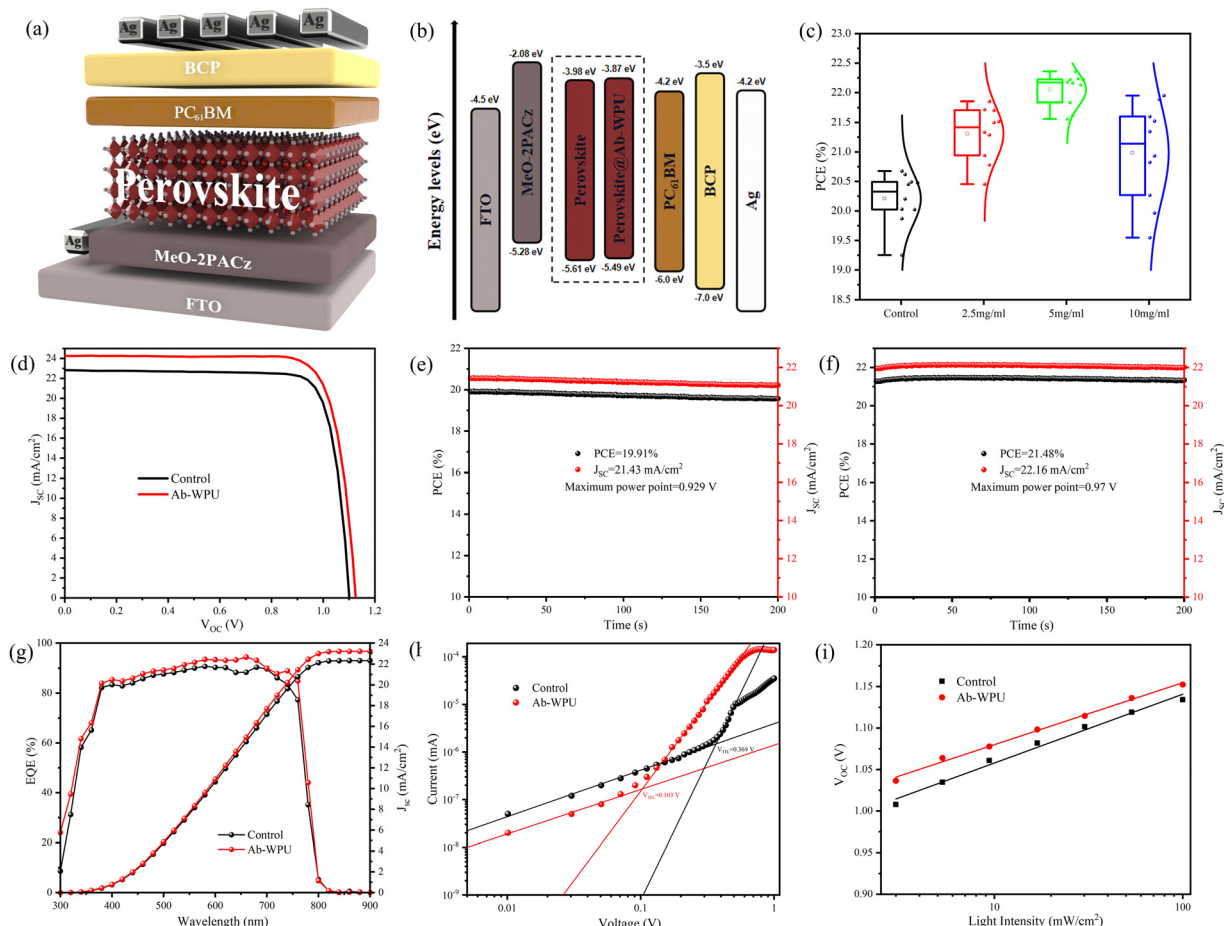 (a)
Ag Ag Ag Ag Ag
BCP
PC61BM
Perovskite
Ag
MeO-2PACz
FTO
(b)
Energy levels (eV)
-4.5 eV
FTO
-2.08 eV
MeO-2PACz
-5.28 eV
-3.98 eV
Perovskite
-5.61 eV
-3.87 eV
Perovskite@Ab-WPU
-5.49 eV
-4.2 eV
PC61BM
-6.0 eV
-3.5 eV
BCP
-7.0 eV
-4.2 eV
Ag
(c)
PCE (%)
22.5
22.0
21.5
21.0
20.5
20.0
19.5
19.0
18.5
Control 2.5mg/ml 5mg/ml 10mg/ml
(d)
JSC (mA/cm2)
26
24
22
20
18
16
14
12
10
8
6
4
2
0
Control
Ab-WPU
0.0 0.2 0.4 0.6 0.8 1.0 1.2
VOC (V)
(e)
PCE (%)
22
20
18
16
14
12
10
PCE=19.91%
JSC=21.43 mA/cm2
Maximum power point=0.929 V
0 50 100 150 200
Time (s)
22
20
18
16
14
12
10
JSC (mA/cm2)
(f)
PCE (%)
22
20
18
16
14
12
10
PCE=21.48%
JSC=22.16 mA/cm2
Maximum power point=0.97 V
0 50 100 150 200
Time (s)
22
20
18
16
14
12
10
JSC (mA/cm2)
(g)
EQE (%)
100
80
60
40
20
0
Control
Ab-WPU
300 400 500 600 700 800 900
Wavelength (nm)
24
22
20
18
16
14
12
10
8
6
4
2
0
Jsc (mA/cm2)
(h)
Current (mA)
10-4
10-5
10-6
10-7
10-8
10-9
Control
Ab-WPU
VTFL=0.369V
VTFL=0.103V
0.01 0.1 1
Voltage (V)
(i)
VOC (V)
1.20
1.15
1.10
1.05
1.00
0.95
0.90
Control
Ab-WPU
10 100
Light Intensity (mW/cm2)